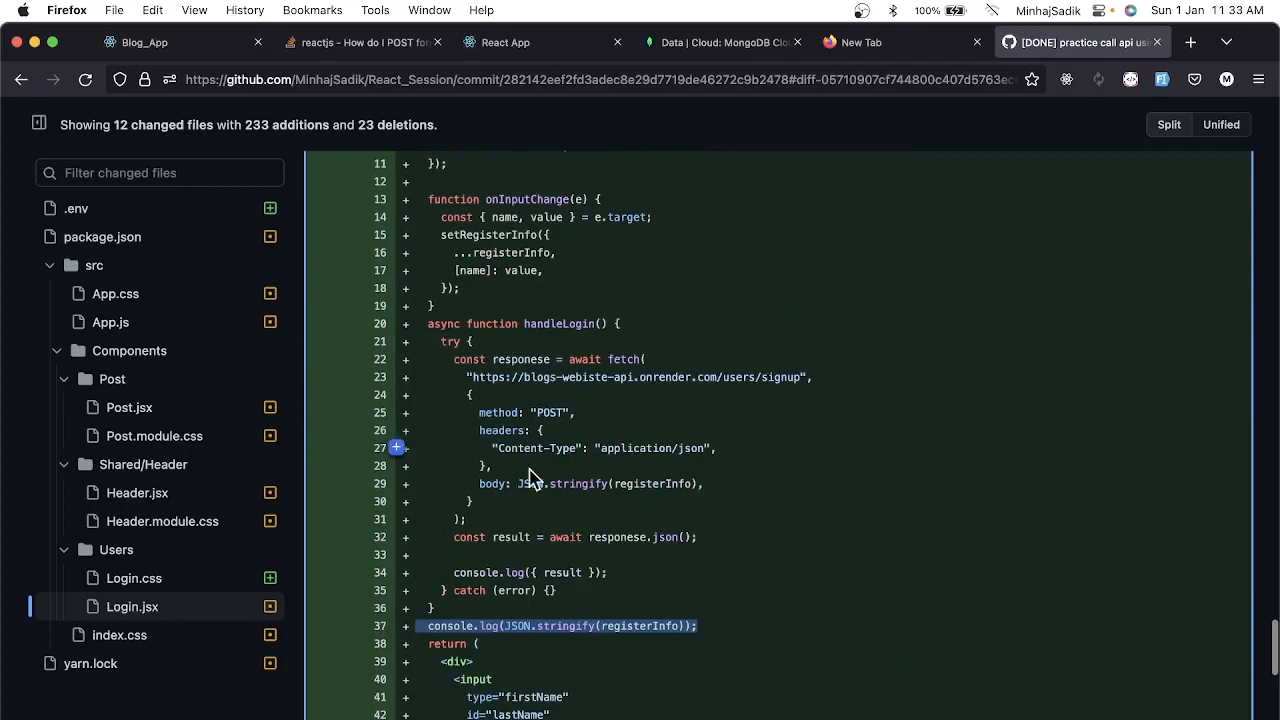 Firefox File Edit View History Bookmarks Tools Window Help 100% MinhajSadik Sun 1 Jan 11:33 AM
Blog_App reactjs - How do I POST for React App Data | Cloud: MongoDB Clo New Tab [DONE] practice call api usi
https://github.com/MinhajSadik/React_Session/commit/282142eef2fd3adec8e29d7719de46272c9b2478#diff-05710907cf744800c407d5763ec
Showing 12 changed files with 233 additions and 23 deletions. Split Unified
Filter changed files
.env
package.json
src
App.css
App.js
Components
Post
Post.jsx
Post.module.css
Shared/Header
Header.jsx
Header.module.css
Users
Login.css
Login.jsx
index.css
yarn.lock
11 + });
12 +
13 + function onInputChange(e) {
14 + const { name, value } = e.target;
15 + setRegisterInfo({
16 + ...registerInfo,
17 + [name]: value,
18 + });
19 + }
20 + async function handleLogin() {
21 + try {
22 + const responese = await fetch(
23 + "https://blogs-webiste-api.onrender.com/users/signup",
24 + {
25 + method: "POST",
26 + headers: {
27 + "Content-Type": "application/json",
28 + },
29 + body: JSON.stringify(registerInfo),
30 + }
31 + );
32 + const result = await responese.json();
33 +
34 + console.log({ result });
35 + } catch (error) {}
36 + }
37 + console.log(JSON.stringify(registerInfo));
38 + return (
39 + <div>
40 + <input
41 + type="firstName"
42 + id="lastName"